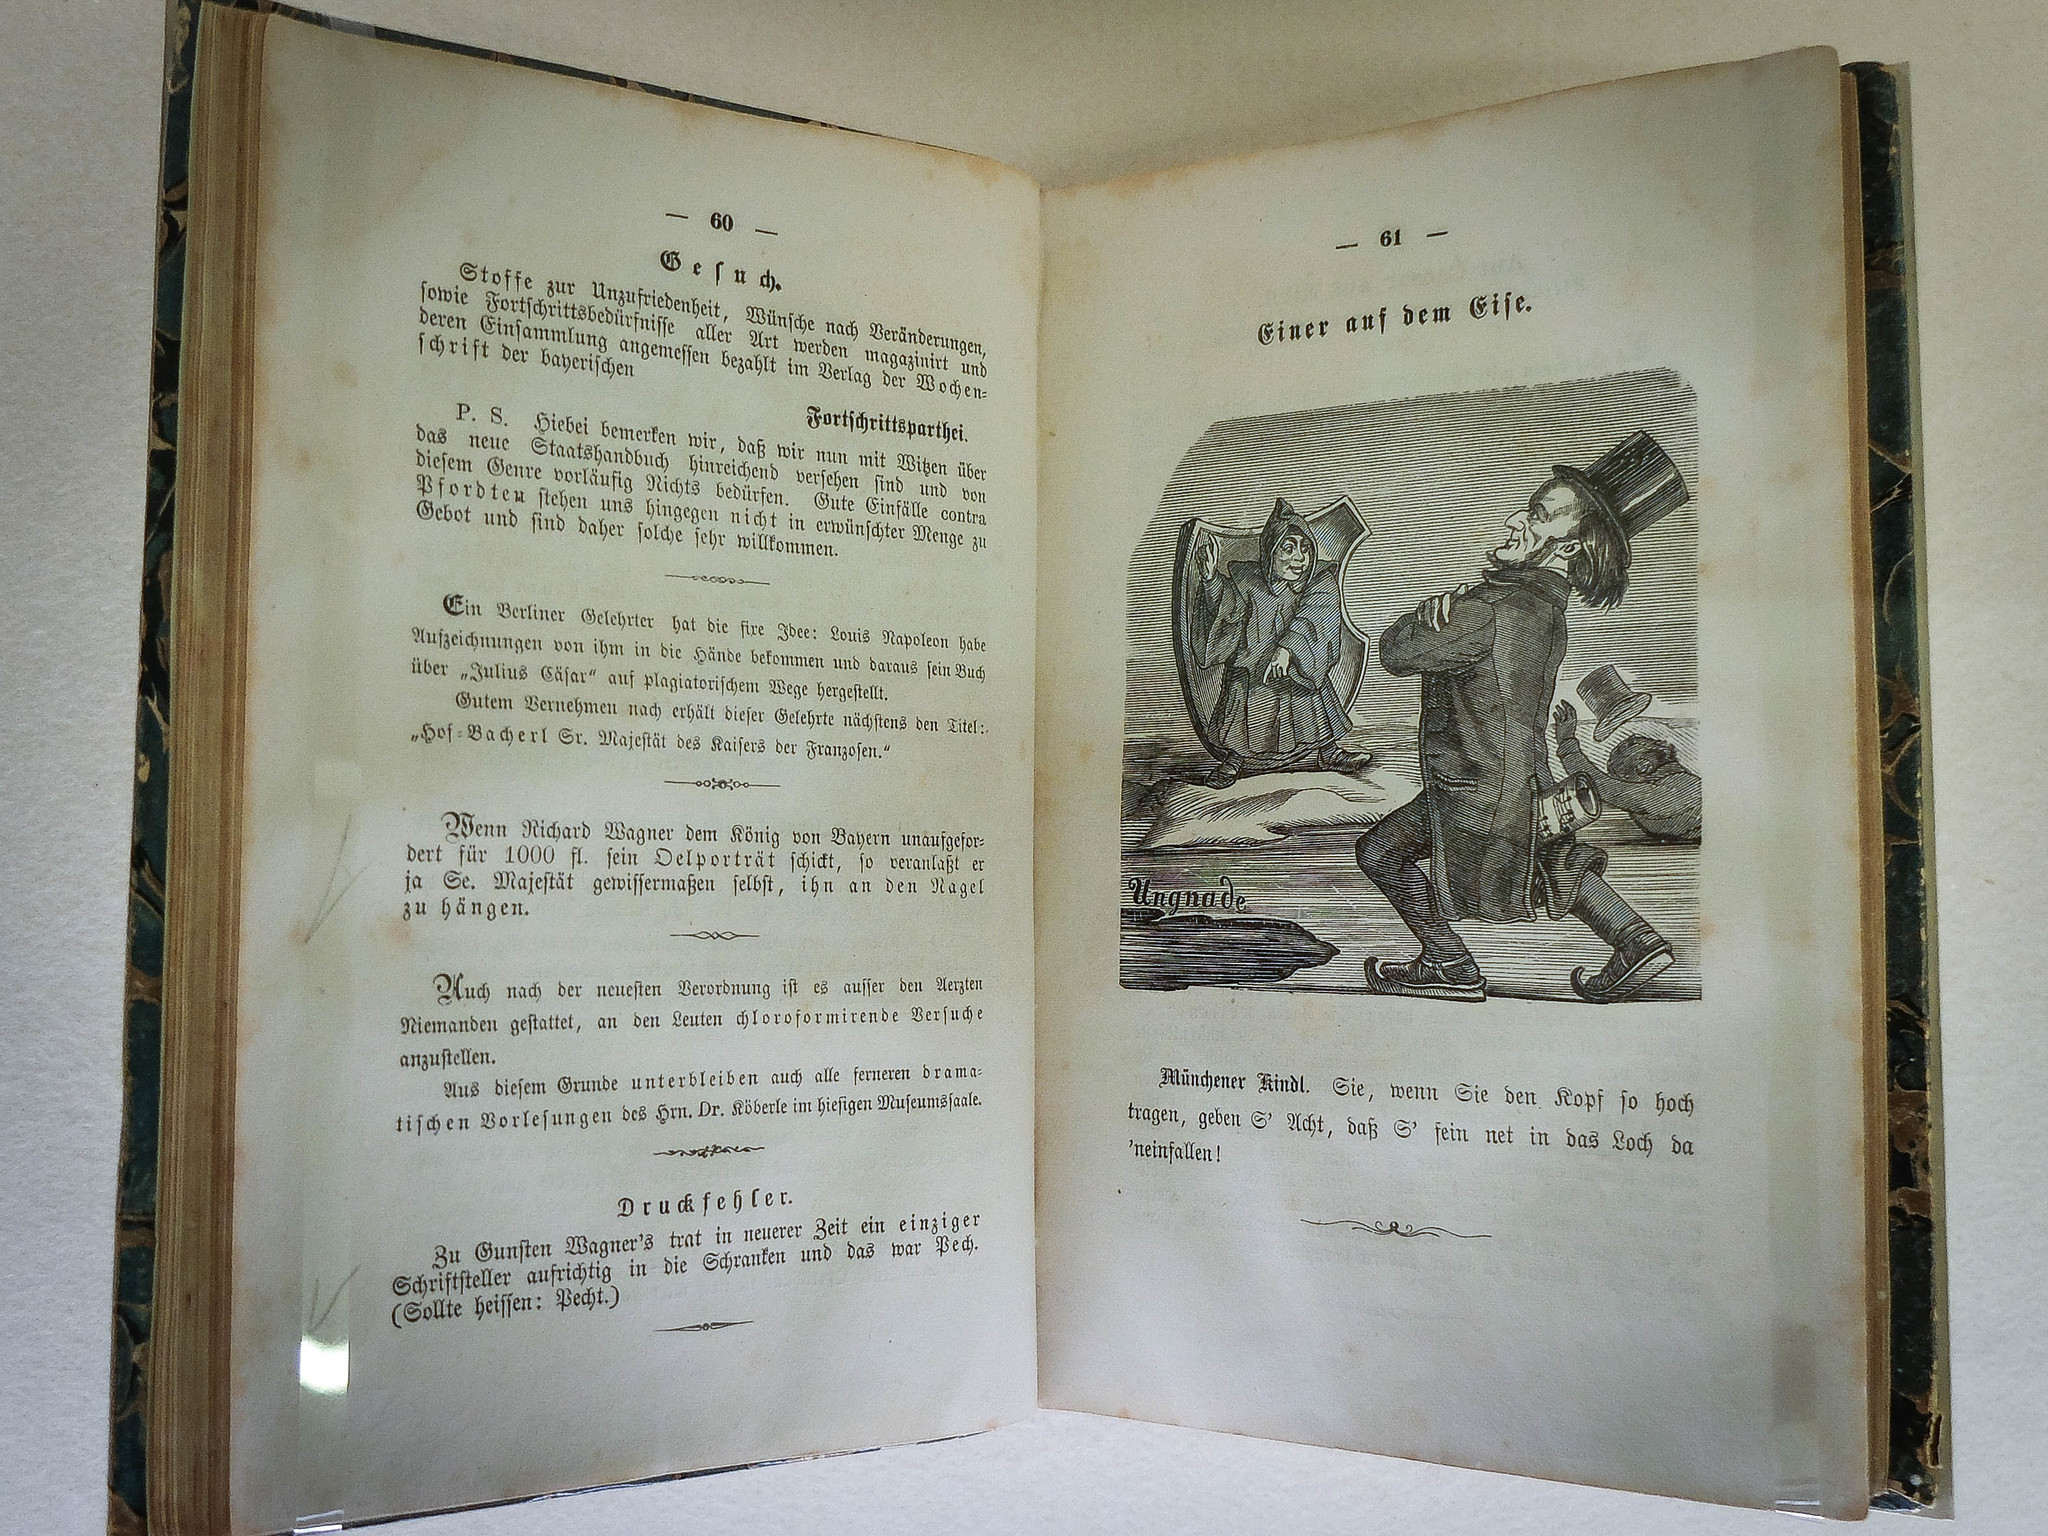 — 60 —
Gesuch.
Stoffe zur Unzufriedenheit, Wünsche nach Veränderungen,
sowie Fortschrittsbedürfnisse aller Art werden magazinirt und
deren Einsammlung angemessen bezahlt im Verlag der Wochen-
schrift der bayerischen
Fortschrittsparthei.
P. S. Hiebei bemerken wir, daß wir nun mit Witzen über
das neue Staatshandbuch hinreichend versehen sind und von
diesem Genre vorläufig Nichts bedürfen. Gute Einfälle contra
Pfordten stehen uns hingegen nicht in erwünschter Menge zu
Gebot und sind daher solche sehr willkommen.
Ein Berliner Gelehrter hat die fixe Idee: Louis Napoleon habe
Aufzeichnungen von ihm in die Hände bekommen und daraus sein Buch
über „Julius Cäsar“ auf plagiatorischem Wege hergestellt.
Gutem Vernehmen nach erhält dieser Gelehrte nächstens den Titel:
„Hof-Bacherl Sr. Majestät des Kaisers der Franzosen.“
Wenn Richard Wagner dem König von Bayern unaufgefor-
dert für 1000 fl. sein Oelporträt schickt, so veranlaßt er
ja Se. Majestät gewissermaßen selbst, ihn an den Nagel
zu hängen.
Auch nach der neuesten Verordnung ist es ausser den Aerzten
Niemanden gestattet, an den Leuten chloroformirende Versuche
anzustellen.
Aus diesem Grunde unterbleiben auch alle ferneren drama-
tischen Vorlesungen des Hrn. Dr. Köberle im hiesigen Museumssaale.
Druckfehler.
Zu Gunsten Wagner's trat in neuerer Zeit ein einziger
Schriftsteller aufrichtig in die Schranken und das war Pech.
(Sollte heissen: Pecht.)
— 61 —
Einer auf dem Eise.
Ungnade
Münchener Kindl. Sie, wenn Sie den Kopf so hoch
tragen, geben S' Acht, daß S' fein net in das Loch da
'neinfallen!